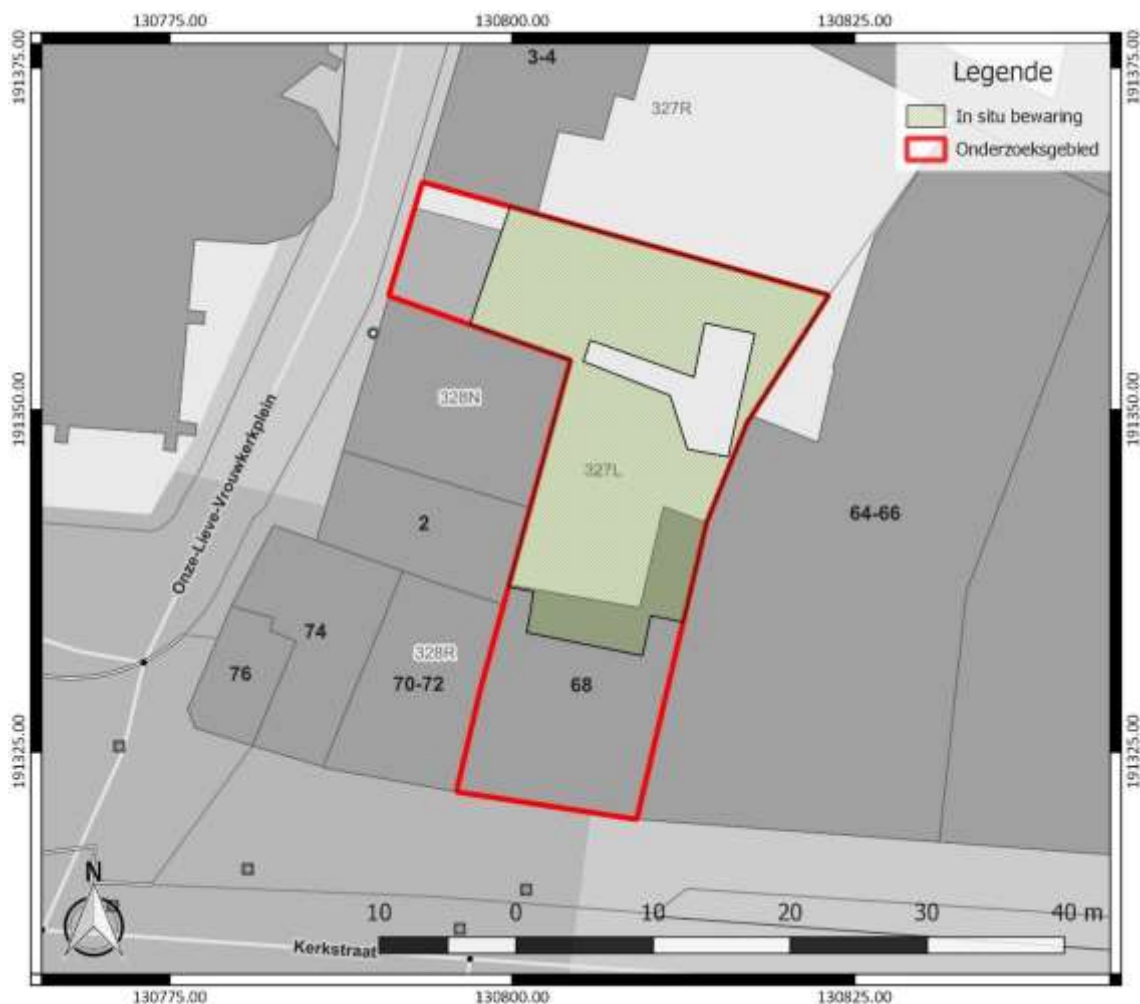 130775.00 130800.00 130825.00
191375.00
191375.00
3-4
327R
Legende
In situ bewaring
Onderzoeksgebied
191350.00
191350.00
328N
327L
Onze-Lieve-Vrouwkerkplein
2
64-66
74
76
328R
70-72
68
191325.00
191325.00
N
10 0 10 20 30 40 m
Kerkstraat
130775.00 130800.00 130825.00